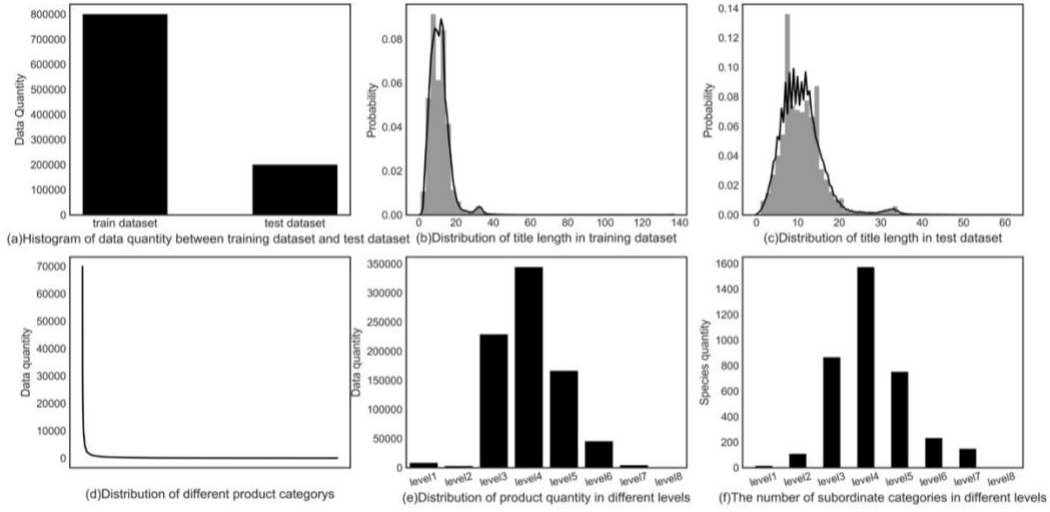 800000
700000
600000
500000
400000
300000
200000
100000
0
Data Quantity
train dataset
test dataset
(a)Histogram of data quantity between training dataset and test dataset
0.08
0.06
0.04
0.02
0.00
Probability
0 20 40 60 80 100 120 140
(b)Distribution of title length in training dataset
0.14
0.12
0.10
0.08
0.06
0.04
0.02
0.00
Probability
0 10 20 30 40 50 60
(c)Distribution of title length in test dataset
70000
60000
50000
40000
30000
20000
10000
0
Data quantity
(d)Distribution of different product categorys
350000
300000
250000
200000
150000
100000
50000
0
Data quantity
level1 level2 level3 level4 level5 level6 level7 level8
(e)Distribution of product quantity in different levels
1600
1400
1200
1000
800
600
400
200
0
Species quantity
level1 level2 level3 level4 level5 level6 level7 level8
(f)The number of subordinate categories in different levels